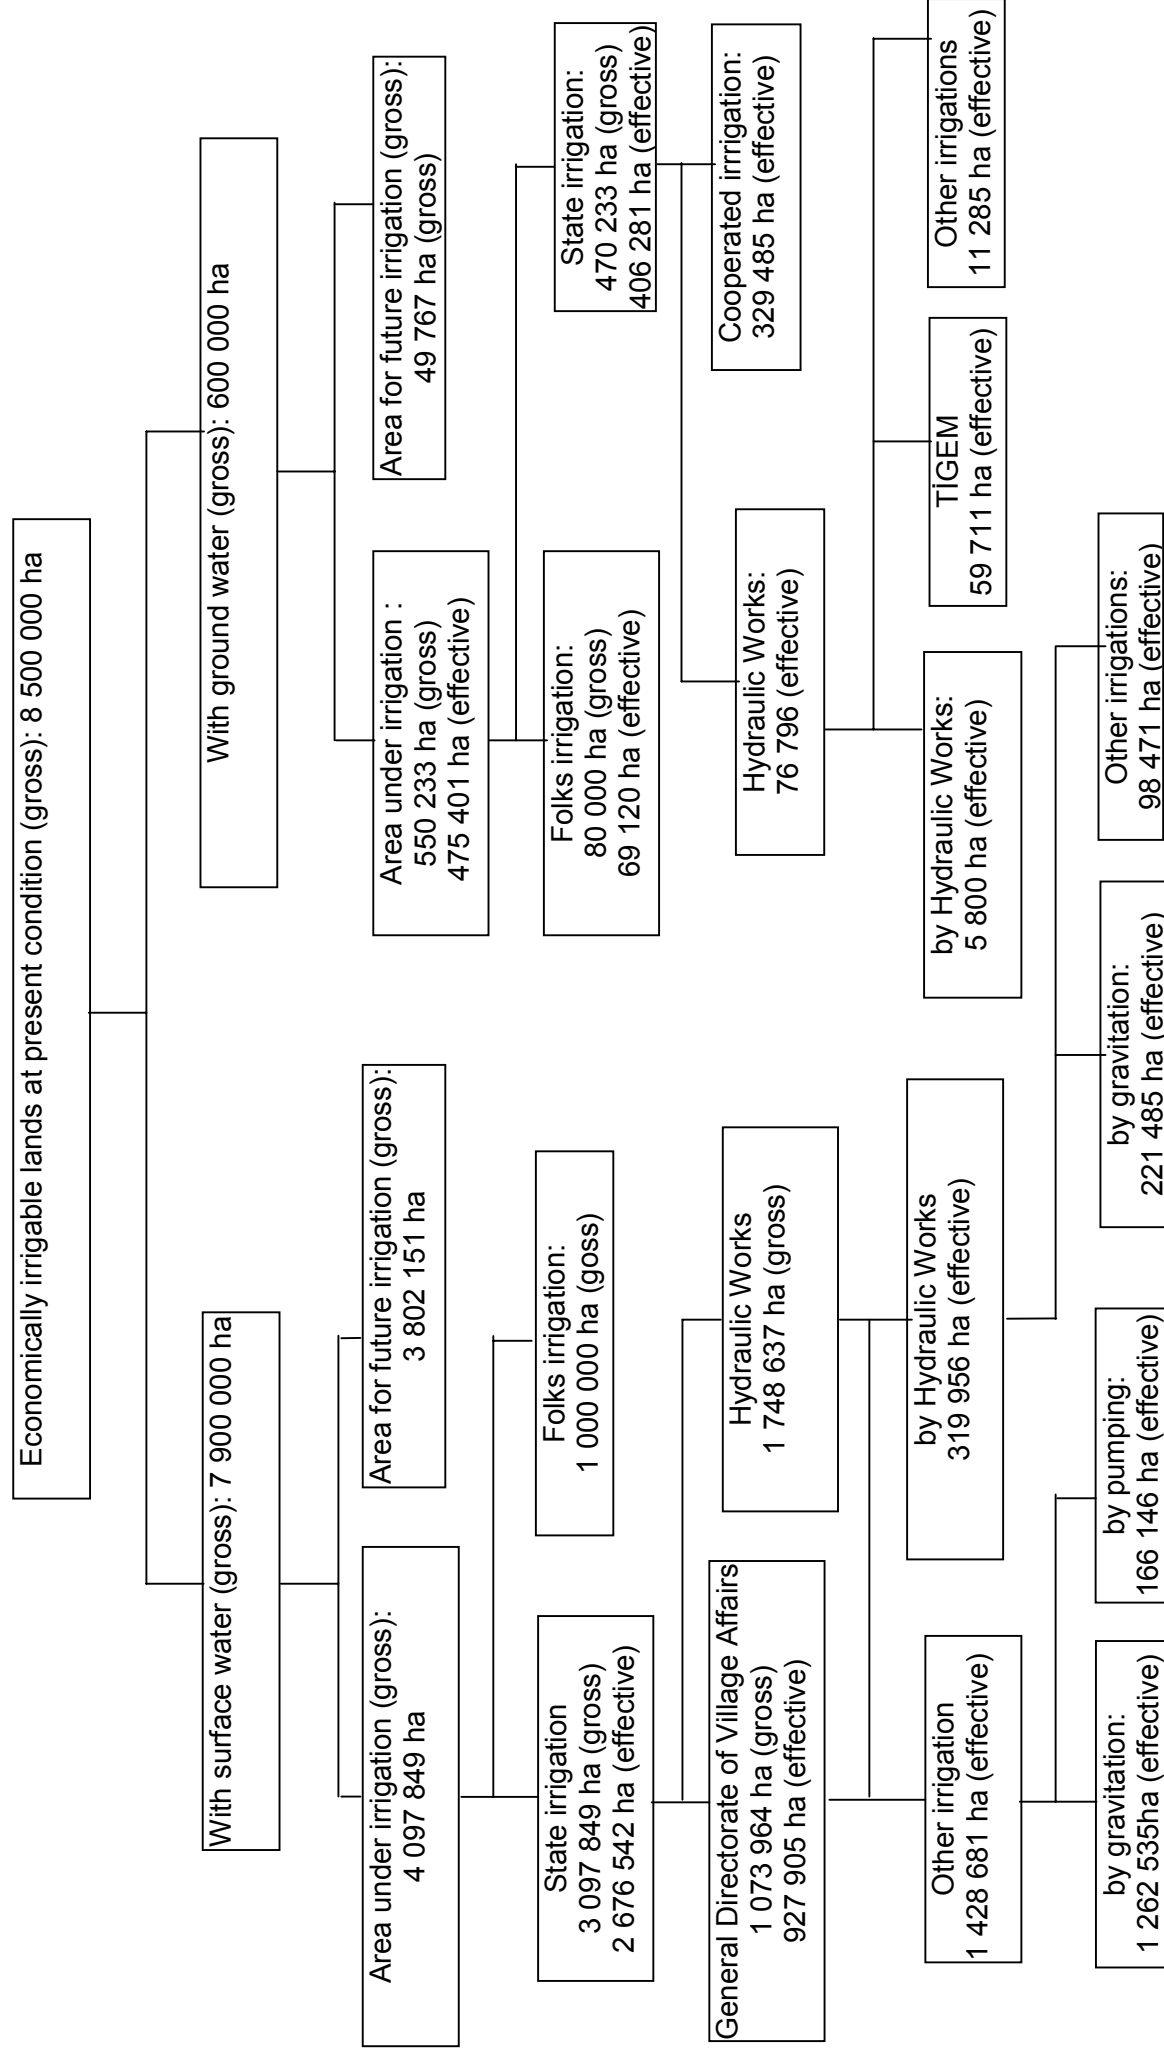 Economically irrigable lands at present condition (gross): 8 500 000 ha
With surface water (gross): 7 900 000 ha
With ground water (gross): 600 000 ha
Area under irrigation (gross):
4 097 849 ha
Area for future irrigation (gross):
3 802 151 ha
Area under irrigation :
550 233 ha (gross)
475 401 ha (effective)
Area for future irrigation (gross):
49 767 ha (gross)
State irrigation
3 097 849 ha (gross)
2 676 542 ha (effective)
Folks irrigation:
1 000 000 ha (goss)
Folks irrigation:
80 000 ha (gross)
69 120 ha (effective)
State irrigation:
470 233 ha (gross)
406 281 ha (effective)
General Directorate of Village Affairs
1 073 964 ha (gross)
927 905 ha (effective)
Hydraulic Works
1 748 637 ha (gross)
Hydraulic Works:
76 796 (effective)
Cooperated irrrigation:
329 485 ha (effective)
Other irrigation
1 428 681 ha (effective)
by Hydraulic Works
319 956 ha (effective)
by Hydraulic Works:
5 800 ha (effective)
TİGEM
59 711 ha (effective)
Other irrigations
11 285 ha (effective)
by gravitation:
1 262 535ha (effective)
by pumping:
166 146 ha (effective)
by gravitation:
221 485 ha (effective)
Other irrigations:
98 471 ha (effective)